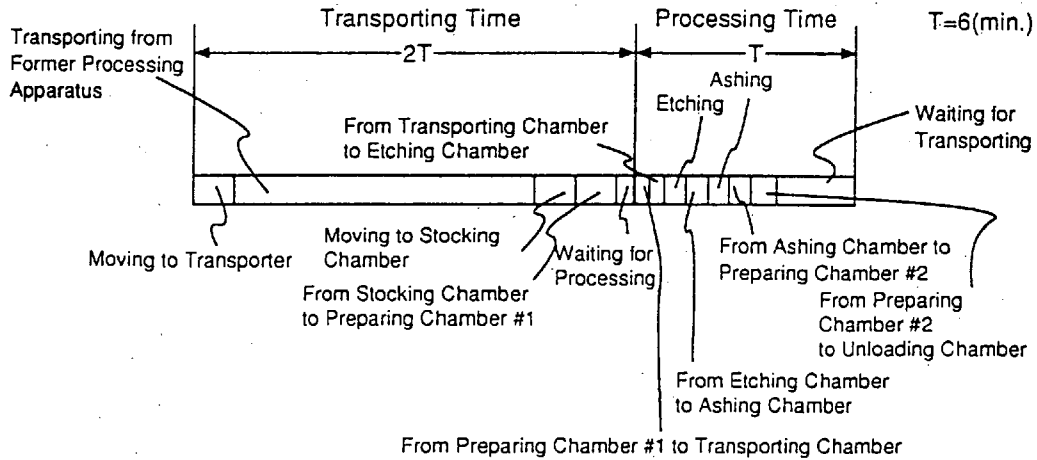 Transporting Time
Processing Time
T=6(min.)
Transporting from
Former Processing
Apparatus
2T
T
Ashing
Etching
Waiting for
Transporting
From Transporting Chamber
to Etching Chamber
Moving to Transporter
Moving to Stocking
Chamber
Waiting for
Processing
From Stocking Chamber
to Preparing Chamber #1
From Ashing Chamber to
Preparing Chamber #2
From Preparing
Chamber #2
to Unloading Chamber
From Etching Chamber
to Ashing Chamber
From Preparing Chamber #1 to Transporting Chamber